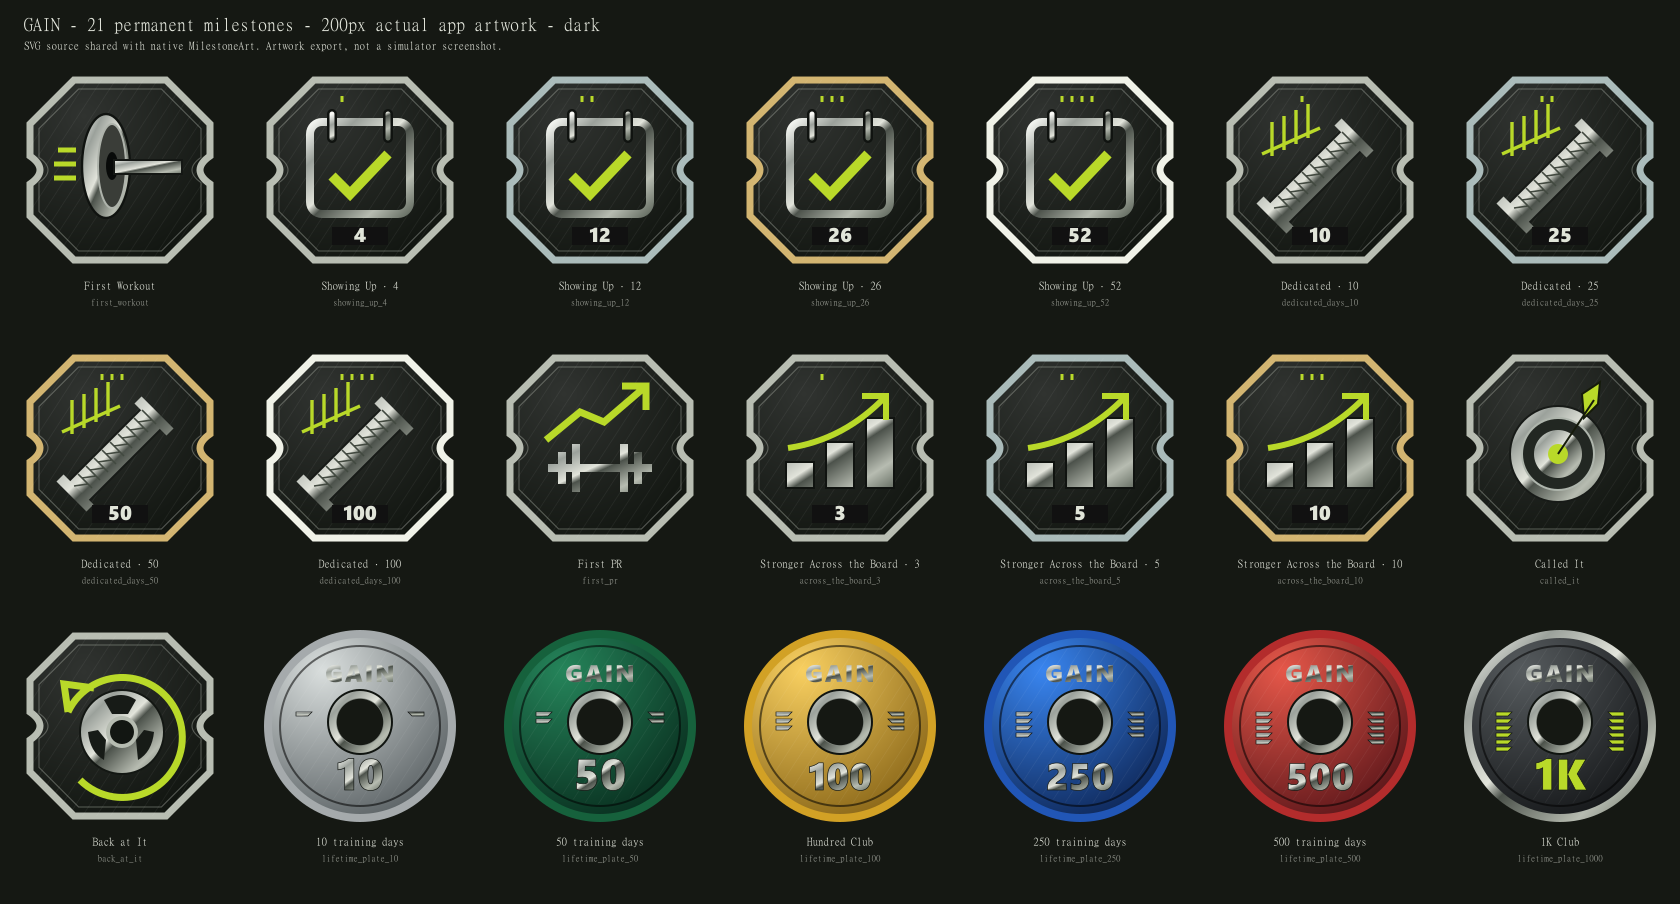 GAIN - 21 permanent milestones - 200px actual app artwork - dark
SVG source shared with native MilestoneArt. Artwork export, not a simulator screenshot.
4
12
26
52
10
25
First Workout
Showing Up · 4
Showing Up · 12
Showing Up · 26
Showing Up · 52
Dedicated · 10
Dedicated · 25
first_workout
showing_up_4
showing_up_12
showing_up_26
showing_up_52
dedicated_days_10
dedicated_days_25
50
100
3
5
10
Dedicated · 50
Dedicated · 100
First PR
Stronger Across the Board · 3
Stronger Across the Board · 5
Stronger Across the Board · 10
Called It
dedicated_days_50
dedicated_days_100
first_pr
across_the_board_3
across_the_board_5
across_the_board_10
called_it
GAIN
GAIN
GAIN
GAIN
GAIN
GAIN
10
50
100
250
500
1K
Back at It
10 training days
50 training days
Hundred Club
250 training days
500 training days
1K Club
back_at_it
lifetime_plate_10
lifetime_plate_50
lifetime_plate_100
lifetime_plate_250
lifetime_plate_500
lifetime_plate_1000